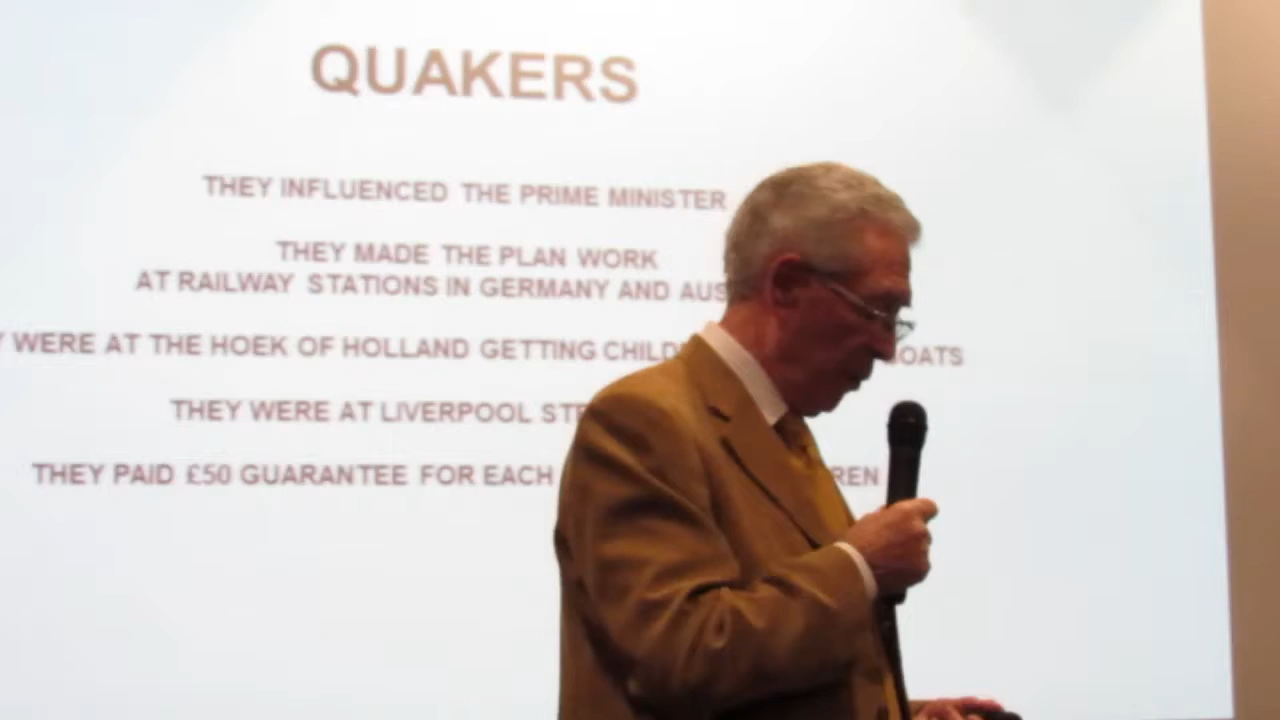 QUAKERS
THEY INFLUENCED THE PRIME MINISTER
THEY MADE THE PLAN WORK
AT RAILWAY STATIONS IN GERMANY AND AUS
Y WERE AT THE HOEK OF HOLLAND GETTING CHILD OATS
THEY WERE AT LIVERPOOL ST
THEY PAID £50 GUARANTEE FOR EACH REN